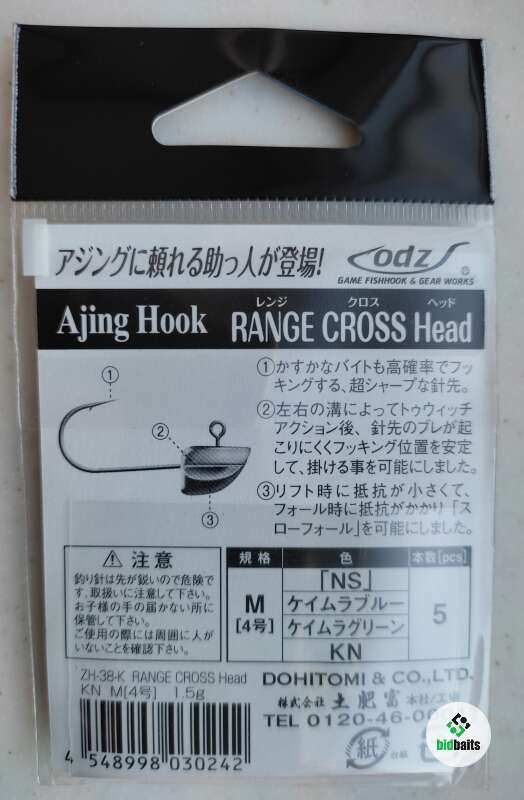 アジングに頼れる助っ人が登場!
odz
GAME FISHHOOK & GEAR WORKS
®
レンジ クロス ヘッド
Ajing Hook RANGE CROSS Head
①かすかなバイトも高確率でフッ
キングする、超シャープな針先。
②左右の溝によってトゥウィッチ
アクション後、針先のブレが起
こりにくくフッキング位置を安定
して、掛ける事を可能にしました。
③リフト時に抵抗が小さくて、
フォール時に抵抗がかかり「ス
ローフォール」を可能にしました。
①
②
③
注意
釣り針は先が鋭いので危険で
す、取扱いに注意して下さい。
お子様の手の届かない所に
保管して下さい。
ご使用の際には周囲に人が
いないことを確認下さい。
規格 色 本数[pcs]
M
[4号]
「NS」
ケイムラブルー
ケイムラグリーン
KN
5
ZH-38-K RANGE CROSS Head
KN M[4号] 1.5g
4 548998 030242
DOHITOMI & CO.,LTD.
株式会社 土肥富 本社/工場
TEL 0120-46-0
紙
台紙
bidbaits